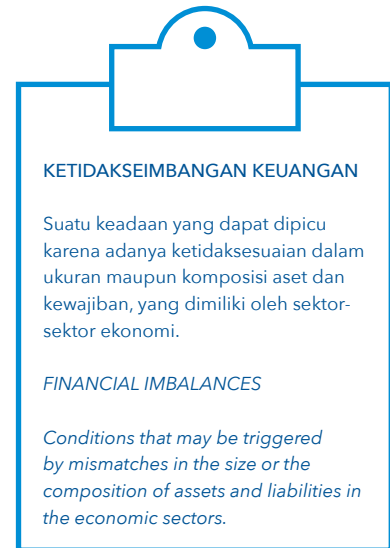 KETIDAKSEIMBANGAN KEUANGAN
Suatu keadaan yang dapat dipicu
karena adanya ketidaksesuaian dalam
ukuran maupun komposisi aset dan
kewajiban, yang dimiliki oleh sektor-
sektor ekonomi.
FINANCIAL IMBALANCES
Conditions that may be triggered
by mismatches in the size or the
composition of assets and liabilities in
the economic sectors.